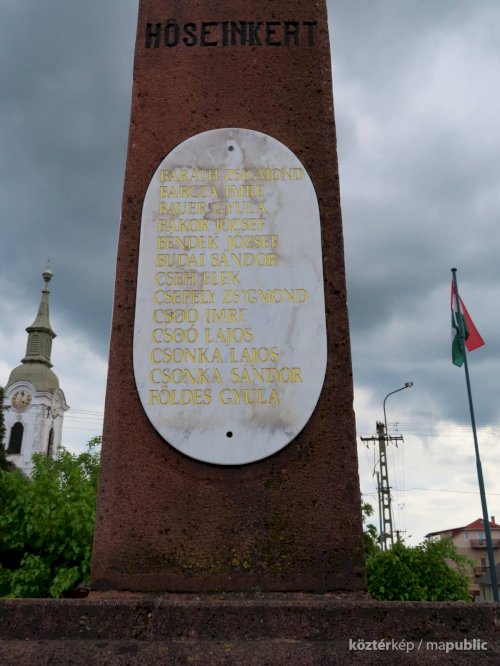 HŐSEINKÉRT
BARÁTH ZSIGMOND
BARCZA IMRE
BAUER GYULA
BAKOR JÓZSEF
BENDEK JÓZSEF
BUDAI SÁNDOR
CSEH ELEK
CSEPELY ZSIGMOND
CSOÓ IMRE
CSOÓ LAJOS
CSONKA LAJOS
CSONKA SÁNDOR
FÖLDES GYULA
köztérkép / mapublic